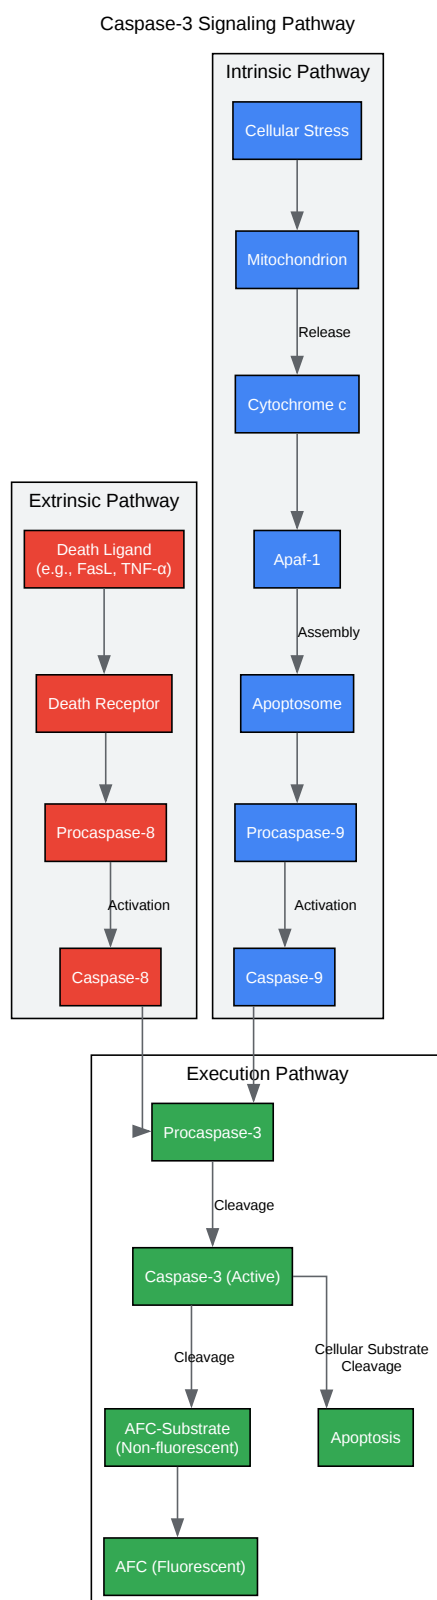 Caspase-3 Signaling Pathway
Intrinsic Pathway
Cellular Stress
Mitochondrion
Release
Cytochrome c
Extrinsic Pathway
Death Ligand
(e.g., FasL, TNF-α)
Apaf-1
Assembly
Death Receptor
Apoptosome
Procaspase-8
Procaspase-9
Activation
Activation
Caspase-8
Caspase-9
Execution Pathway
Procaspase-3
Cleavage
Caspase-3 (Active)
Cleavage
Cellular Substrate
Cleavage
AFC-Substrate
(Non-fluorescent)
Apoptosis
AFC (Fluorescent)